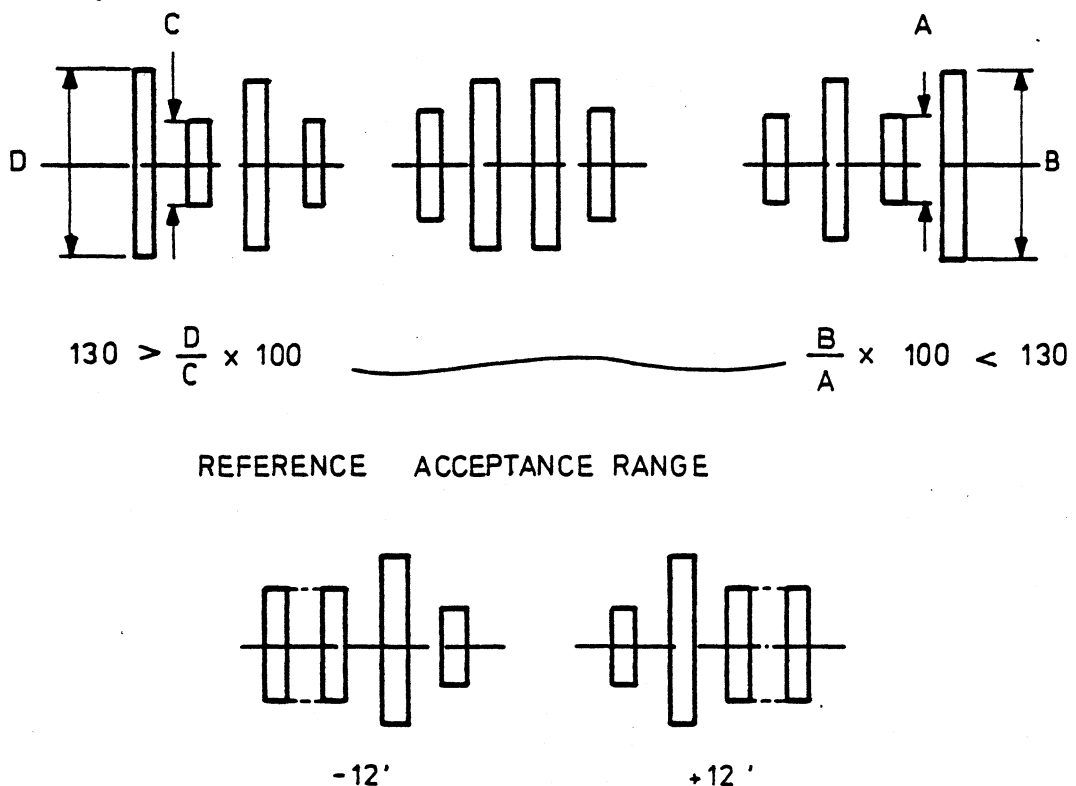 C A
D B
130 > D/C × 100 B/A × 100 < 130
REFERENCE ACCEPTANCE RANGE
-12' +12'